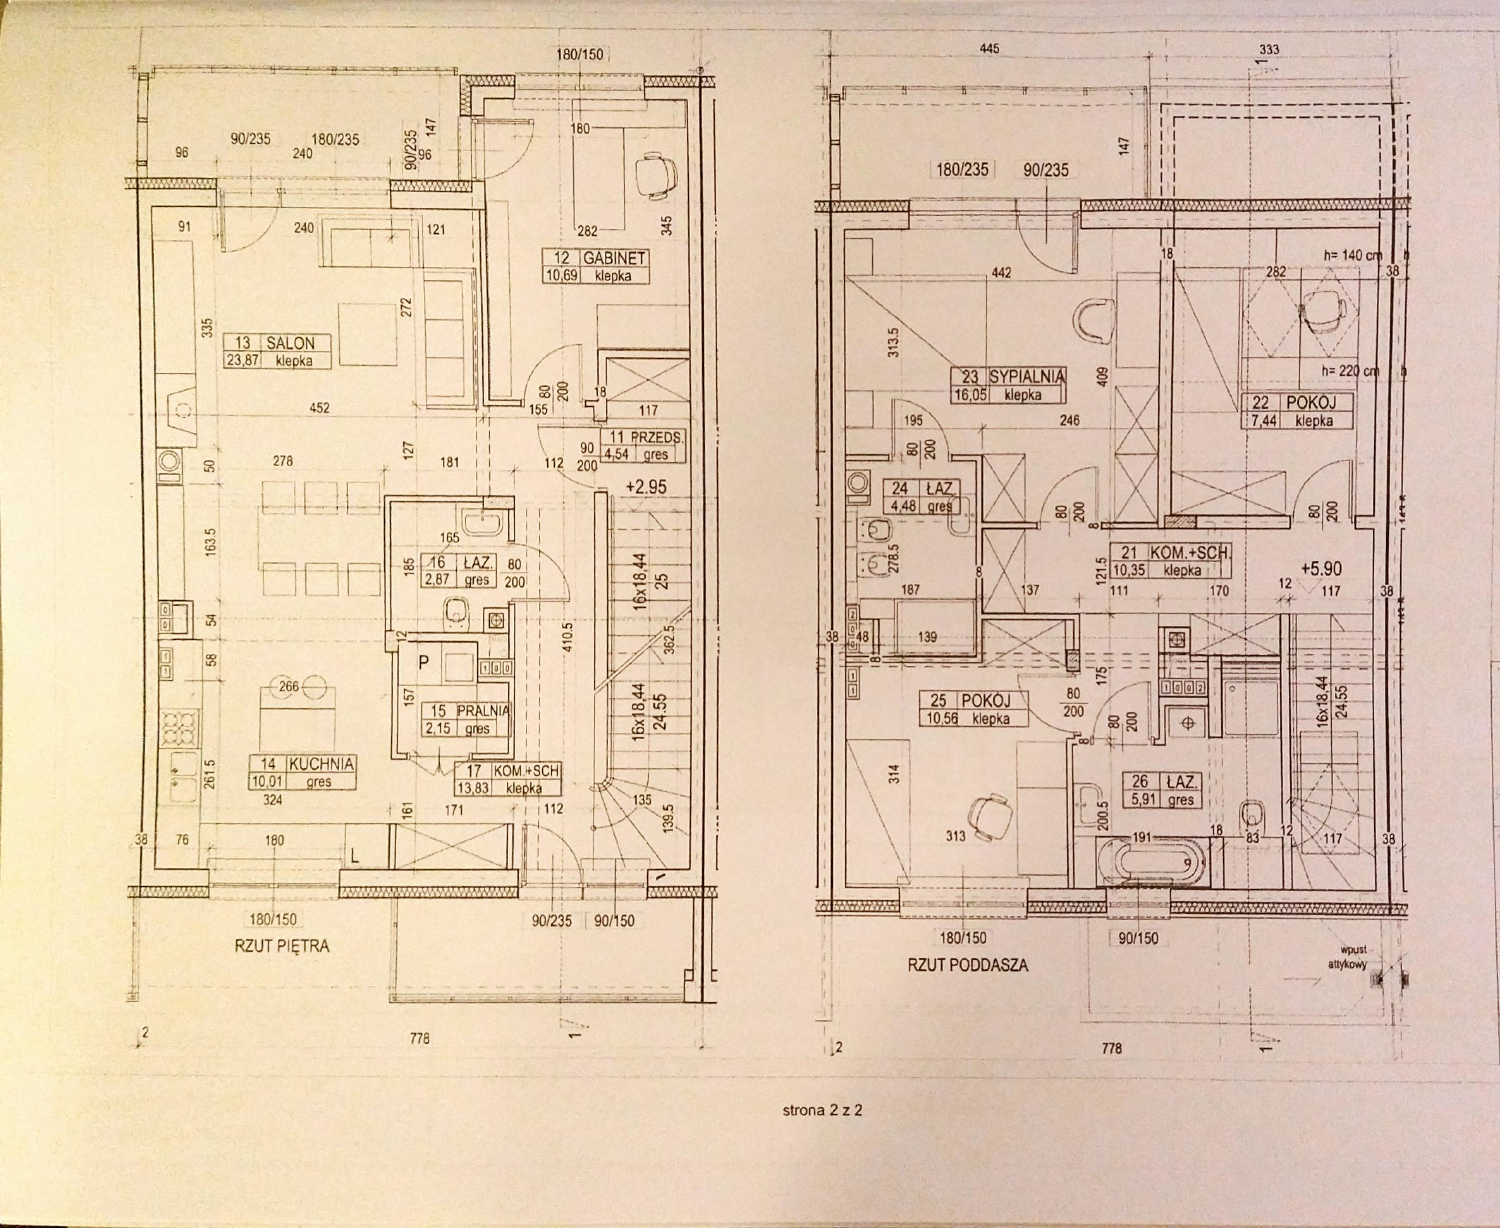 180/150
90/235
180/235
96
240
90/235
96
147
180
91
240
121
282
345
12 GABINET
10,69 klepka
272
335
13 SALON
23,87 klepka
452
80
200
155
18
117
11 PRZEDS.
4,54 gres
90
200
278
127
181
112
50
+2.95
163.5
165
185
16 ŁAZ.
2,87 gres
80
200
16x18,44
25
54
12
410.5
362.5
58
P
1 0 0
266
157
15 PRALNIA
2,15 gres
16x18,44
24.55
14 KUCHNIA
10,01 gres
324
261.5
17 KOM.+SCH
13,83 klepka
161
171
112
135
139.5
38
76
180
L
180/150
90/235
90/150
RZUT PIĘTRA
2
778
1
445
333
1
147
180/235
90/235
18
h= 140 cm
442
282
38
313.5
h= 220 cm
409
23 SYPIALNIA
16,05 klepka
22 POKÓJ
7,44 klepka
195
246
80
200
24 ŁAZ.
4,48 gres
80
200
8
80
200
278.5
21 KOM.+SCH.
10,35 klepka
+5.90
8
121.5
187
137
111
170
12
117
38
38
48
139
8
175
25 POKÓJ
10,56 klepka
80
200
1 0 0 2
80
200
8
16x18,44
24.55
314
26 ŁAZ.
5,91 gres
200.5
313
191
18
83
12
117
38
180/150
90/150
RZUT PODDASZA
wpust
attykowy
2
778
1
strona 2 z 2